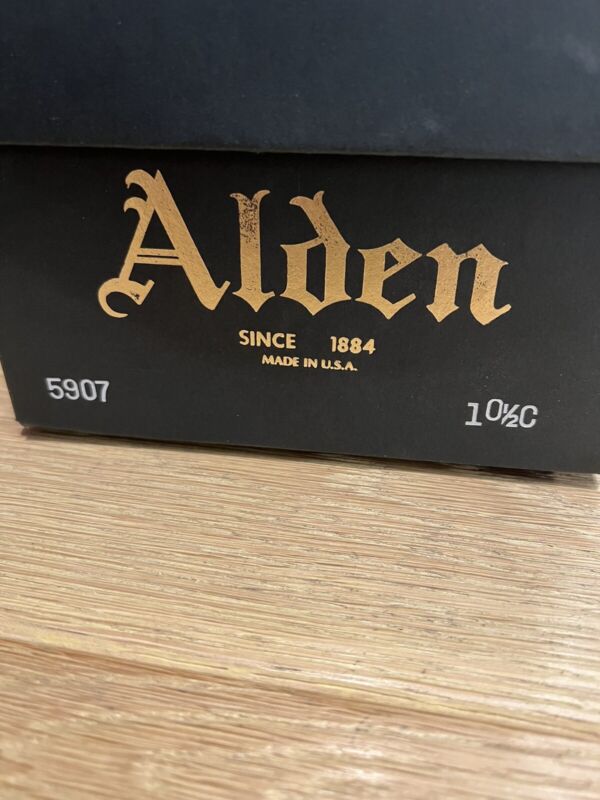 Alden
SINCE 1884
MADE IN U.S.A.
5907
10½C